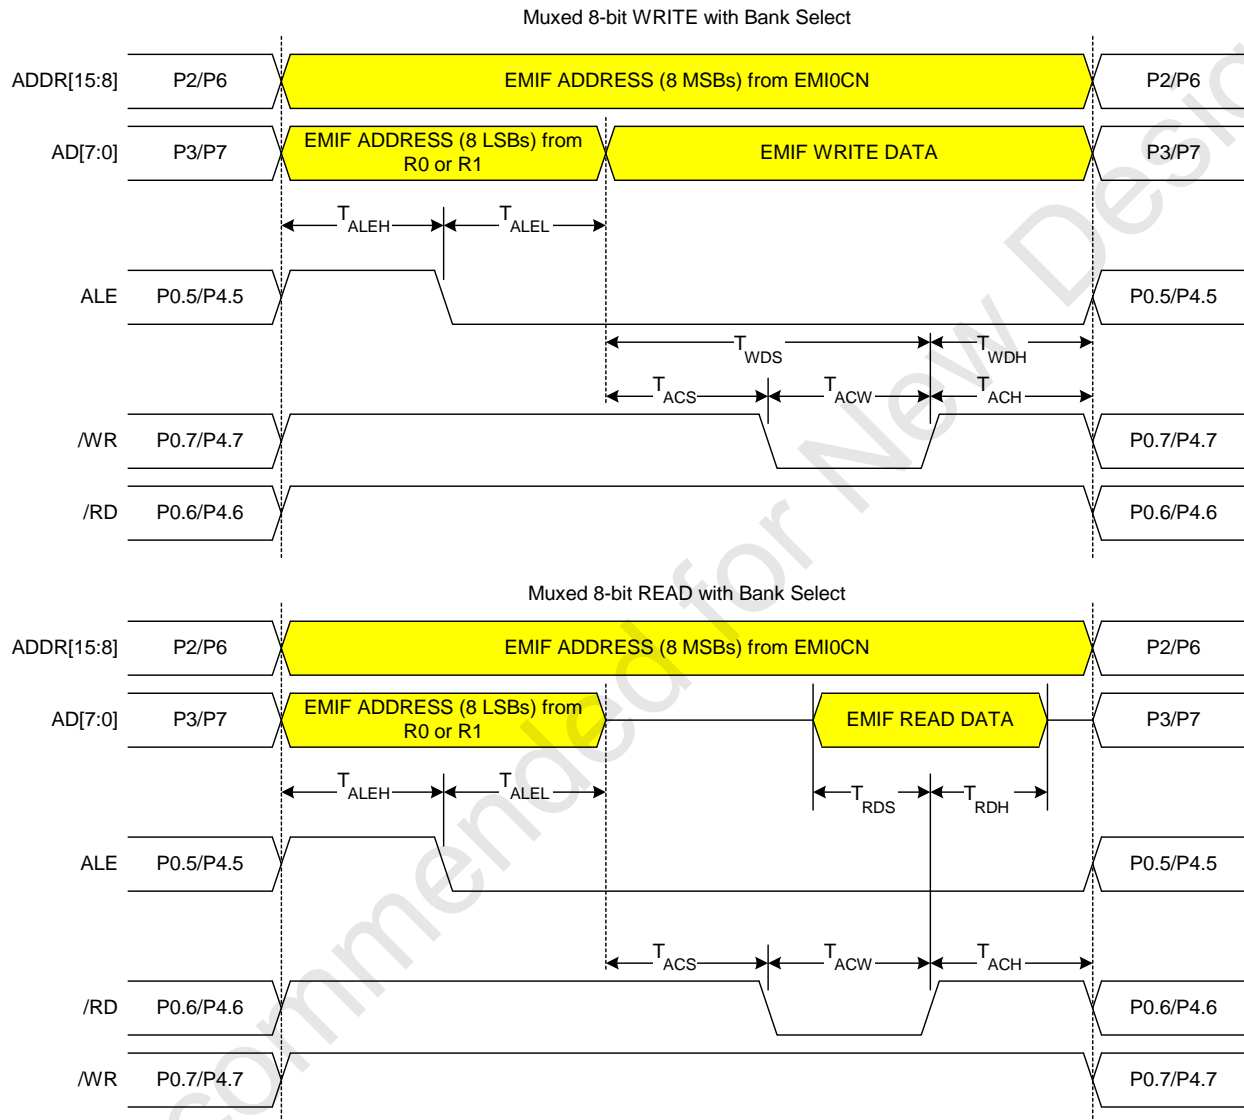 Muxed 8-bit WRITE with Bank Select
ADDR[15:8] P2/P6 EMIF ADDRESS (8 MSBs) from EMI0CN P2/P6
AD[7:0] P3/P7 EMIF ADDRESS (8 LSBs) from R0 or R1 EMIF WRITE DATA P3/P7
TALEH TALEL
ALE P0.5/P4.5 P0.5/P4.5
TWDS TWDH
TACS TACW TACH
/WR P0.7/P4.7 P0.7/P4.7
/RD P0.6/P4.6 P0.6/P4.6
Muxed 8-bit READ with Bank Select
ADDR[15:8] P2/P6 EMIF ADDRESS (8 MSBs) from EMI0CN P2/P6
AD[7:0] P3/P7 EMIF ADDRESS (8 LSBs) from R0 or R1 EMIF READ DATA P3/P7
TALEH TALEL TRDS TRDH
ALE P0.5/P4.5 P0.5/P4.5
TACS TACW TACH
/RD P0.6/P4.6 P0.6/P4.6
/WR P0.7/P4.7 P0.7/P4.7
commended for New Desig